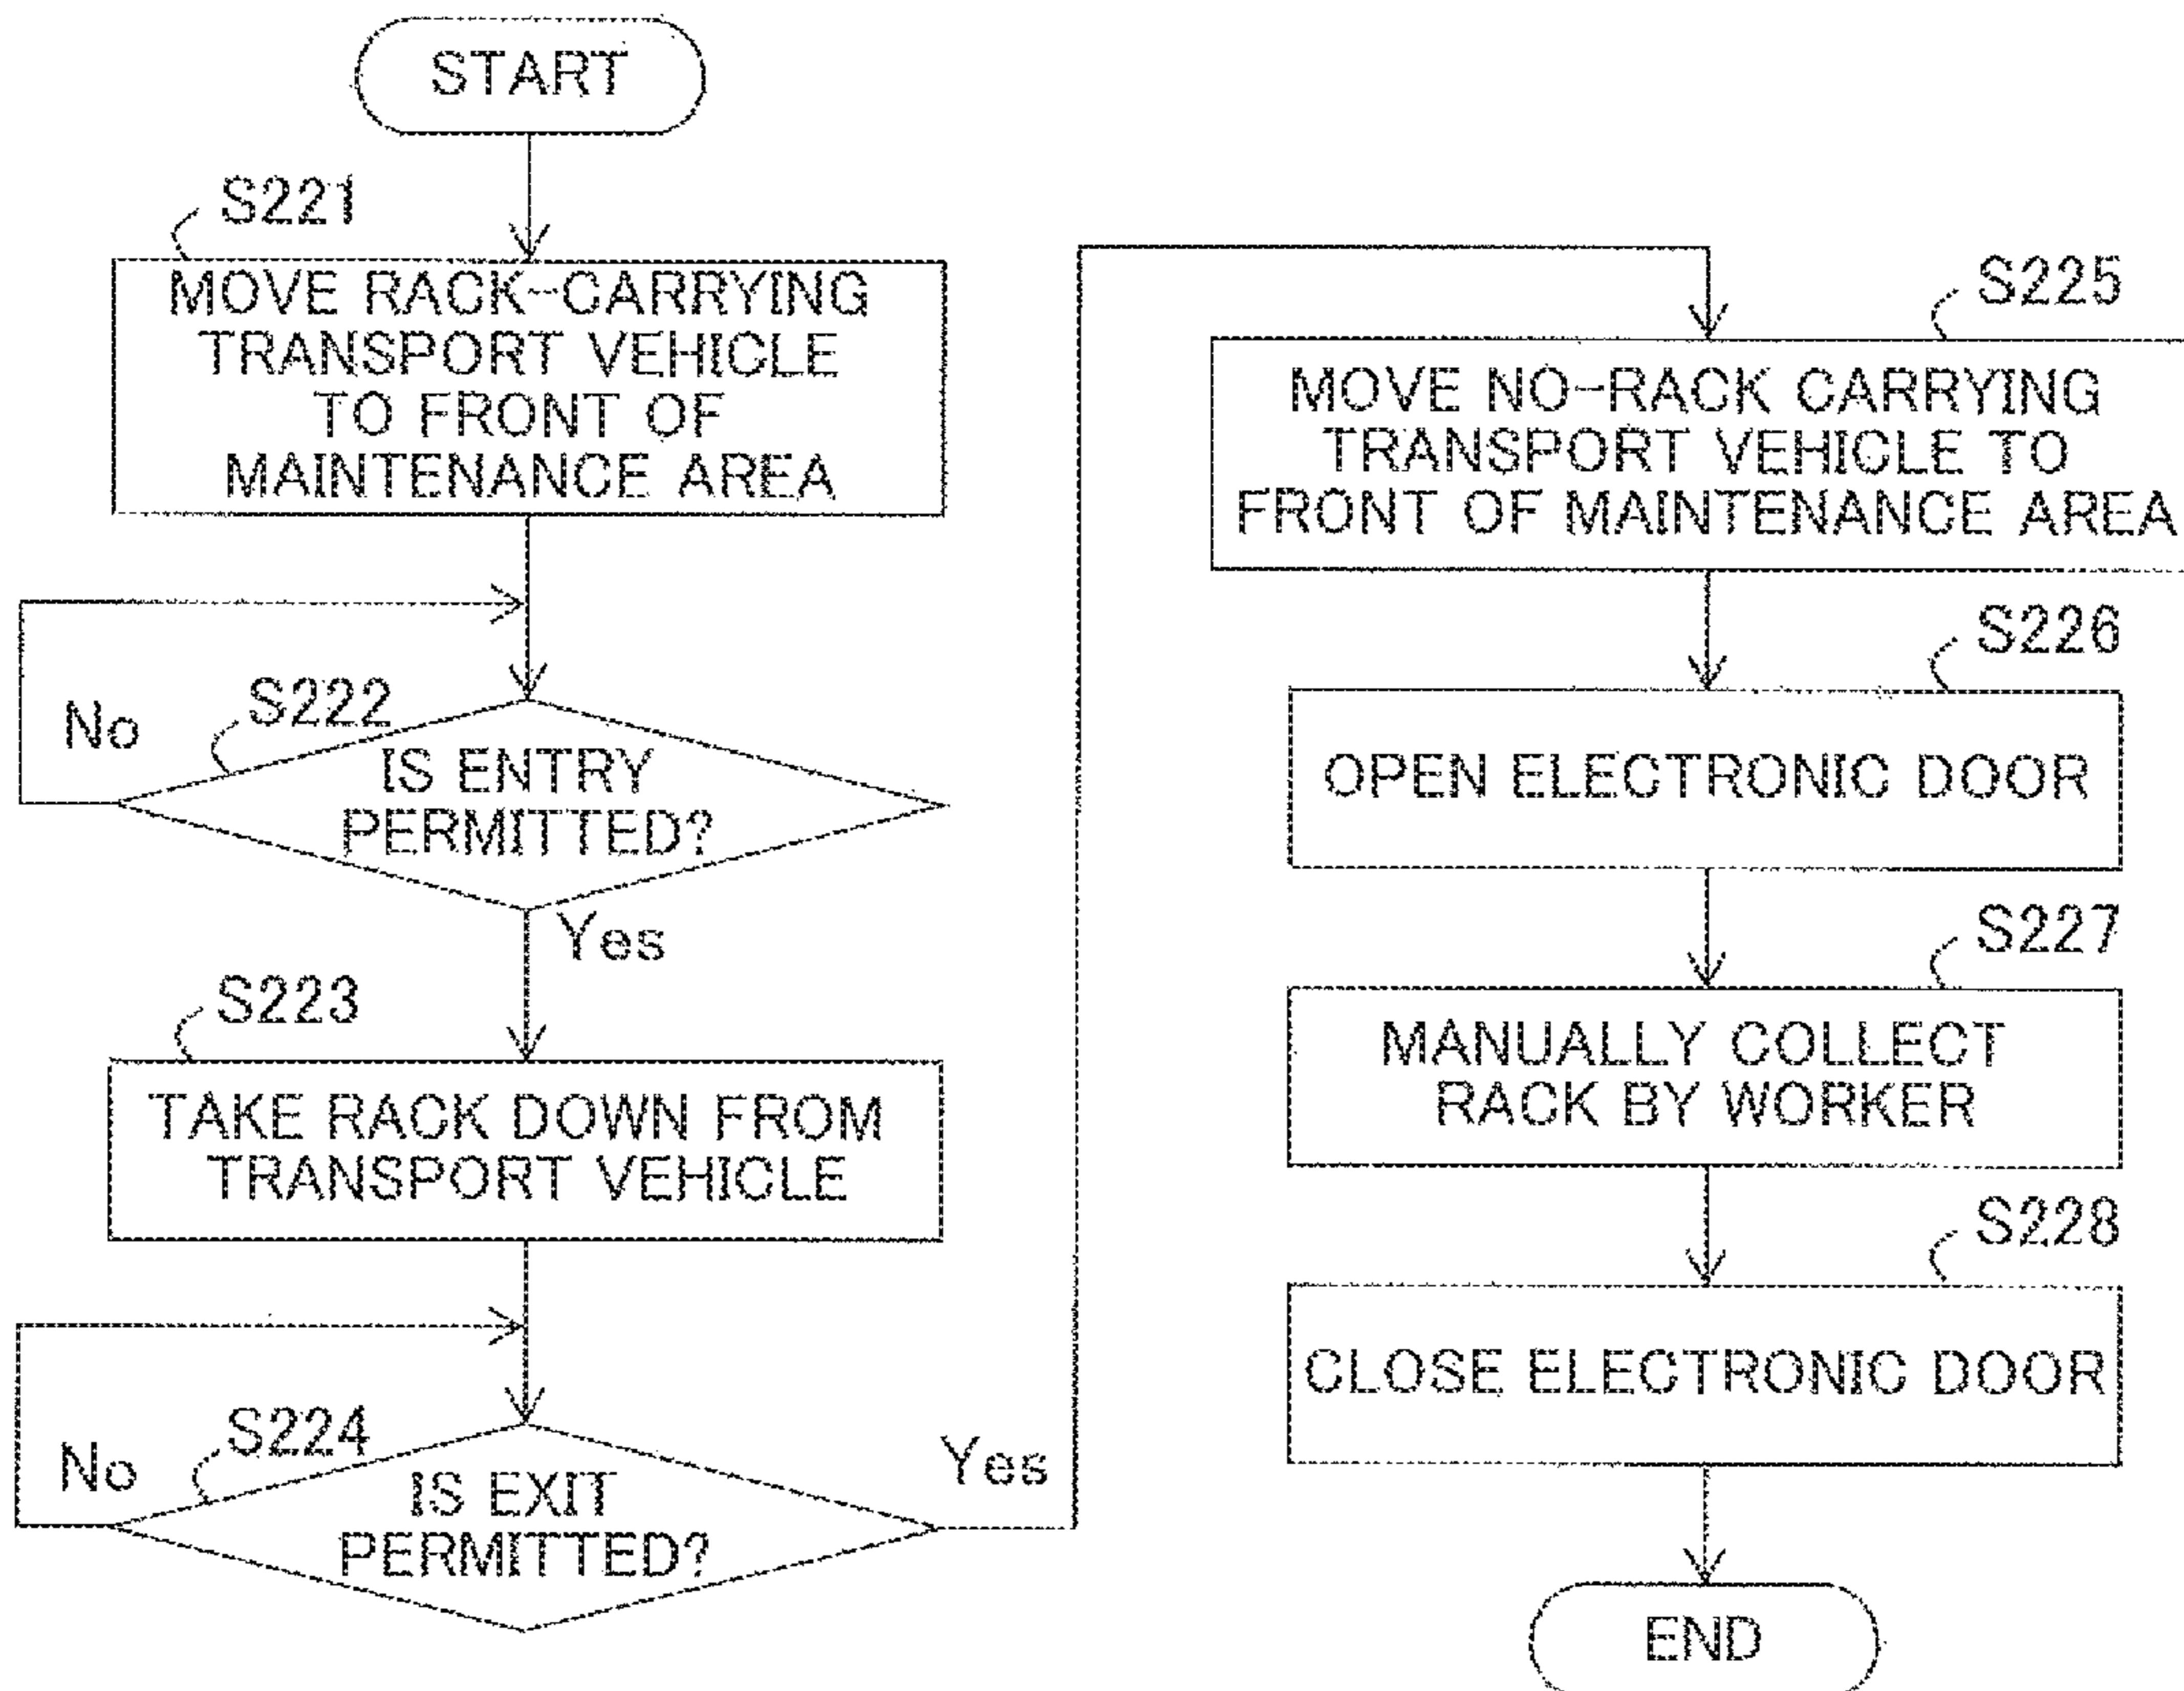 START
S221
MOVE RACK-CARRYING
TRANSPORT VEHICLE
TO FRONT OF
MAINTENANCE AREA
No
S222
IS ENTRY
PERMITTED?
Yes
S223
TAKE RACK DOWN FROM
TRANSPORT VEHICLE
No
S224
IS EXIT
PERMITTED?
Yes
S225
MOVE NO-RACK CARRYING
TRANSPORT VEHICLE TO
FRONT OF MAINTENANCE AREA
S226
OPEN ELECTRONIC DOOR
S227
MANUALLY COLLECT
RACK BY WORKER
S228
CLOSE ELECTRONIC DOOR
END